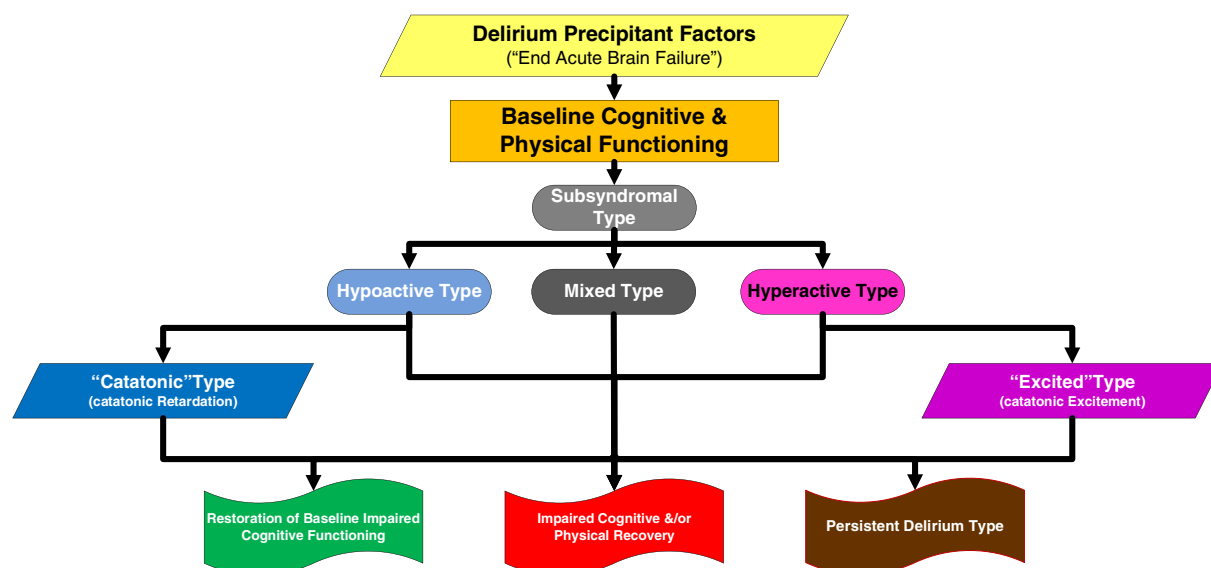 Delirium Precipitant Factors
(“End Acute Brain Failure”)
Baseline Cognitive &
Physical Functioning
Subsyndromal
Type
Hypoactive Type
Mixed Type
Hyperactive Type
“Catatonic”Type
(catatonic Retardation)
“Excited”Type
(catatonic Excitement)
Restoration of Baseline Impaired
Cognitive Functioning
Impaired Cognitive &/or
Physical Recovery
Persistent Delirium Type